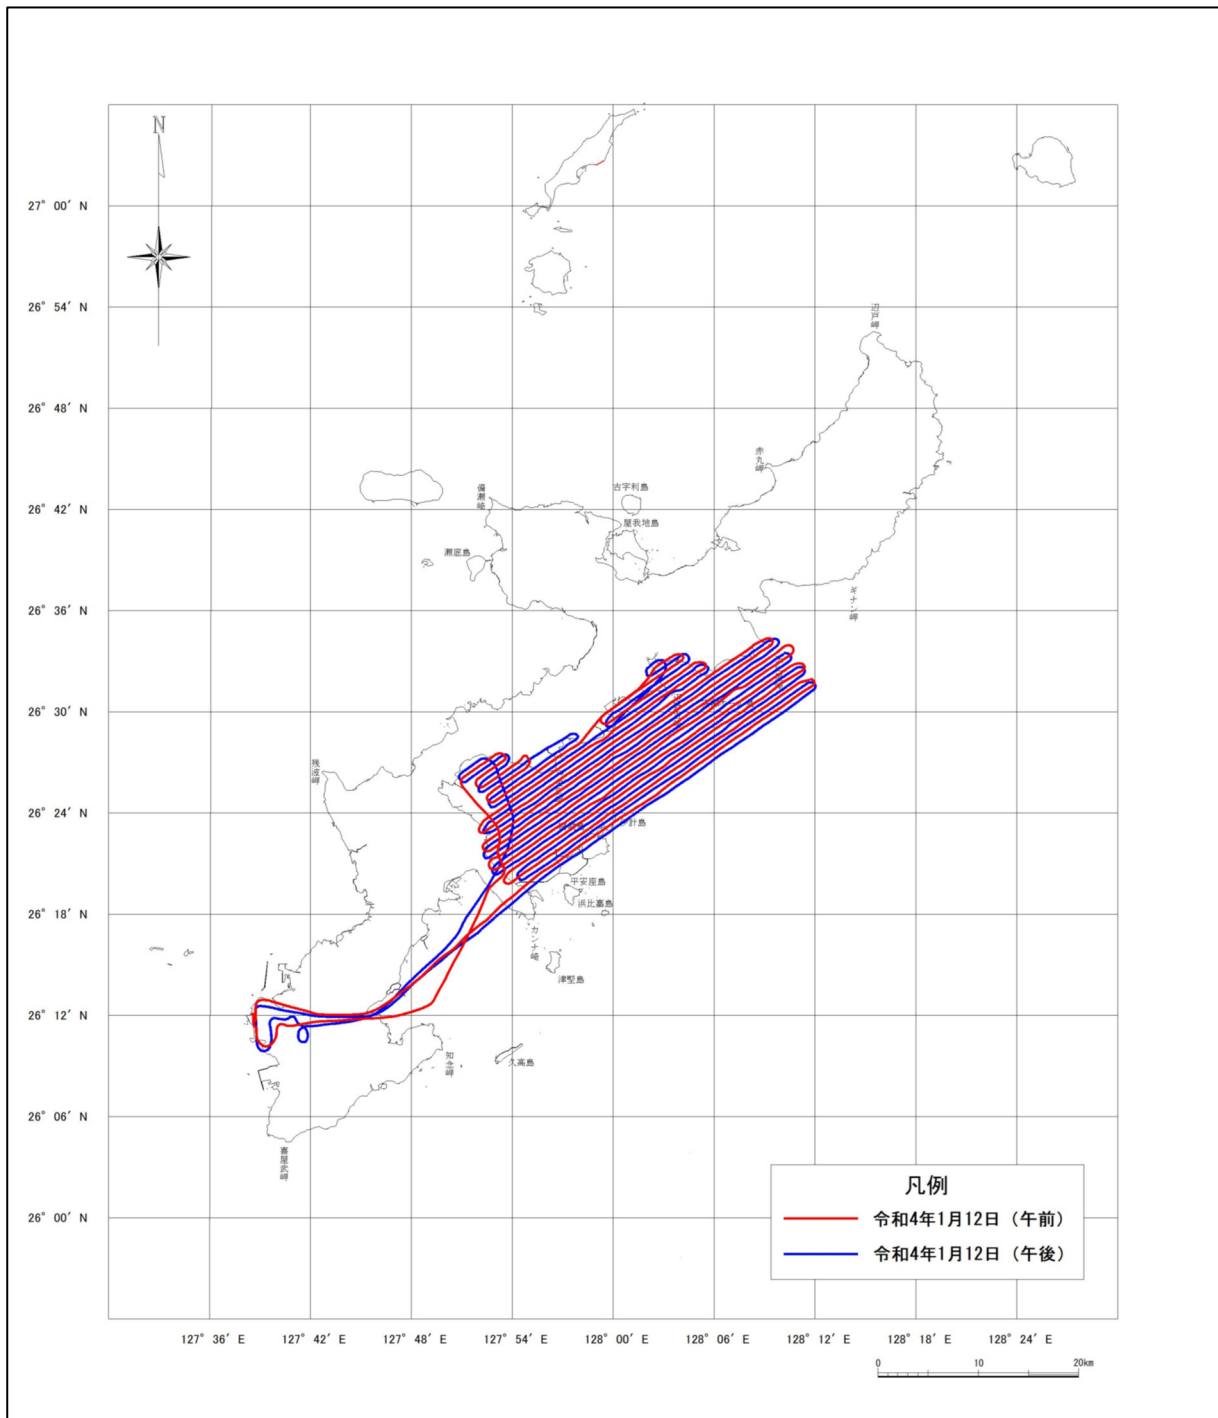 N
27° 00′ N
26° 54′ N
辺戸岬
26° 48′ N
赤丸岬
備瀬崎
古宇利島
26° 42′ N
屋我地島
瀬底島
26° 36′ N
ギナン岬
26° 30′ N
残波岬
26° 24′ N
計島
平安座島
26° 18′ N
浜比嘉島
カンナ崎
津堅島
26° 12′ N
知念岬
久高島
26° 06′ N
喜屋武岬
26° 00′ N
凡例
令和4年1月12日（午前）
令和4年1月12日（午後）
127° 36′ E 127° 42′ E 127° 48′ E 127° 54′ E 128° 00′ E 128° 06′ E 128° 12′ E 128° 18′ E 128° 24′ E
0 10 20km